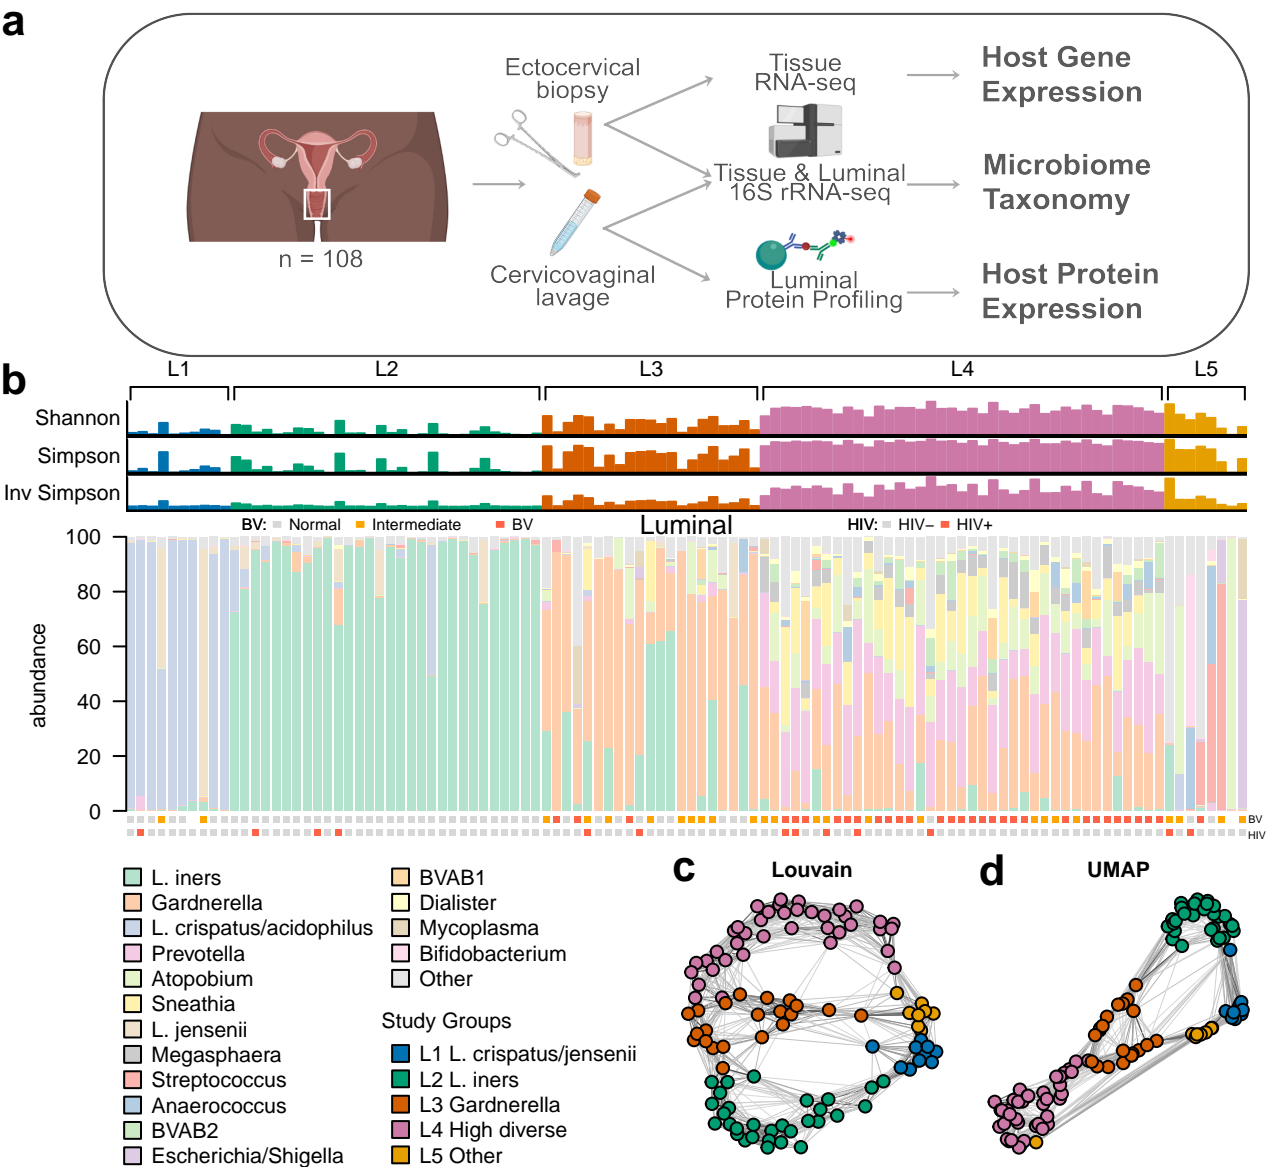 a
Ectocervical
biopsy
Tissue
RNA-seq
Host Gene
Expression
Tissue & Luminal
16S rRNA-seq
Microbiome
Taxonomy
n = 108
Cervicovaginal
lavage
Luminal
Protein Profiling
Host Protein
Expression
b
L1
L2
L3
L4
L5
Shannon
Simpson
Inv Simpson
BV: Normal Intermediate BV
Luminal
HIV: HIV– HIV+
abundance
100
80
60
40
20
0
BV
HIV
L. iners
Gardnerella
L. crispatus/acidophilus
Prevotella
Atopobium
Sneathia
L. jensenii
Megasphaera
Streptococcus
Anaerococcus
BVAB2
Escherichia/Shigella
BVAB1
Dialister
Mycoplasma
Bifidobacterium
Other
Study Groups
L1 L. crispatus/jensenii
L2 L. iners
L3 Gardnerella
L4 High diverse
L5 Other
c
Louvain
d
UMAP